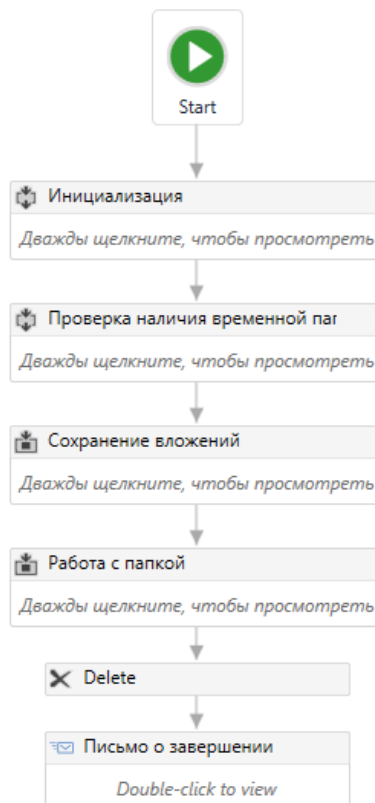 Start
Инициализация
Дважды щелкните, чтобы просмотреть
Проверка наличия временной пап
Дважды щелкните, чтобы просмотреть
Сохранение вложений
Дважды щелкните, чтобы просмотреть
Работа с папкой
Дважды щелкните, чтобы просмотреть
Delete
Письмо о завершении
Double-click to view